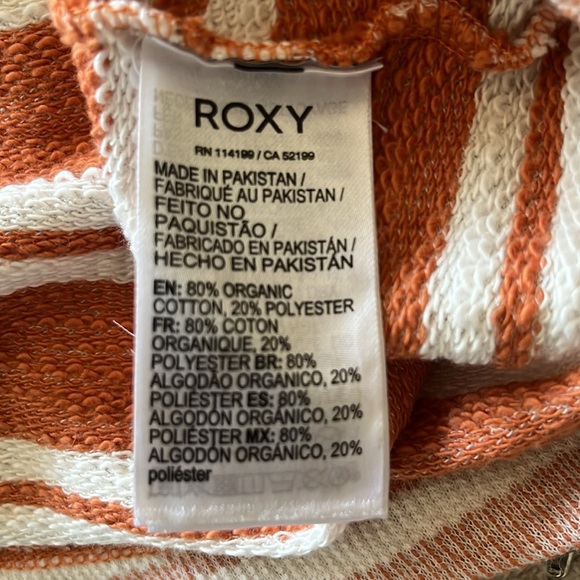 ROXY
RN 114199 / CA 52199
MADE IN PAKISTAN /
FABRIQUÉ AU PAKISTAN /
FEITO NO
PAQUISTÃO /
FABRICADO EN PAKISTÁN /
HECHO EN PAKISTÁN
EN: 80% ORGANIC
COTTON, 20% POLYESTER
FR: 80% COTON
ORGANIQUE, 20%
POLYESTER BR: 80%
ALGODÃO ORGÂNICO, 20%
POLIÉSTER ES: 80%
ALGODÓN ORGÁNICO, 20%
POLIÉSTER MX: 80%
ALGODÓN ORGÁNICO, 20%
poliéster